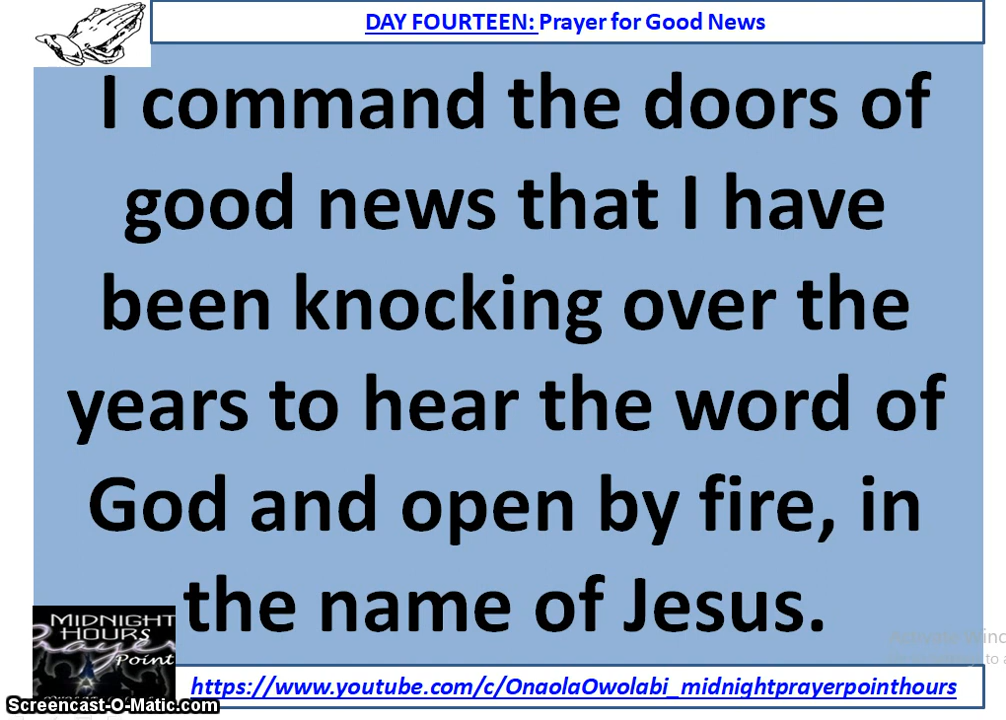 DAY FOURTEEN: Prayer for Good News
I command the doors of
good news that I have
been knocking over the
years to hear the word of
God and open by fire, in
the name of Jesus.
MIDNIGHT
HOURS
Prayer
Point
https://www.youtube.com/c/OnaolaOwolabi_midnightprayerpointhours
Screencast-O-Matic.com